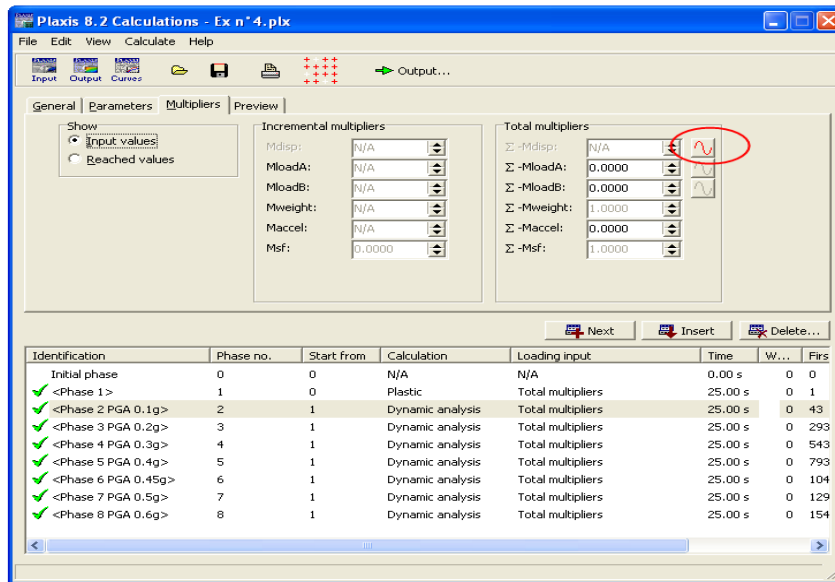 Plaxis 8.2 Calculations - Ex n°4.plx
File Edit View Calculate Help
Input Output Curves Output...
General Parameters Multipliers Preview
Show
Input values
Reached values
Incremental multipliers
Mdisp: N/A
MloadA: N/A
MloadB: N/A
Mweight: N/A
Maccel: N/A
Msf: 0.0000
Total multipliers
Σ -Mdisp: N/A
Σ -MloadA: 0.0000
Σ -MloadB: 0.0000
Σ -Mweight: 1.0000
Σ -Maccel: 0.0000
Σ -Msf: 1.0000
Next Insert Delete...
Identification Phase no. Start from Calculation Loading input Time W... Firs
Initial phase 0 0 N/A N/A 0.00 s 0 0
<Phase 1> 1 0 Plastic Total multipliers 25.00 s 0 1
<Phase 2 PGA 0.1g> 2 1 Dynamic analysis Total multipliers 25.00 s 0 43
<Phase 3 PGA 0.2g> 3 1 Dynamic analysis Total multipliers 25.00 s 0 293
<Phase 4 PGA 0.3g> 4 1 Dynamic analysis Total multipliers 25.00 s 0 543
<Phase 5 PGA 0.4g> 5 1 Dynamic analysis Total multipliers 25.00 s 0 793
<Phase 6 PGA 0.45g> 6 1 Dynamic analysis Total multipliers 25.00 s 0 104
<Phase 7 PGA 0.5g> 7 1 Dynamic analysis Total multipliers 25.00 s 0 129
<Phase 8 PGA 0.6g> 8 1 Dynamic analysis Total multipliers 25.00 s 0 154